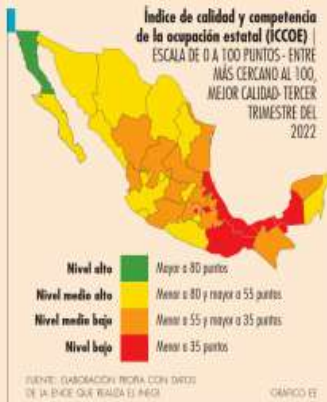 Índice de calidad y competencia
de la ocupación estatal (ICCOE) |
ESCALA DE 0 A 100 PUNTOS - ENTRE
MÁS CERCANO AL 100,
MEJOR CALIDAD- TERCER
TRIMESTRE DEL
2022
Nivel alto Mayor a 80 puntos
Nivel medio alto Menor a 80 y mayor a 55 puntos
Nivel medio bajo Menor a 55 y mayor a 35 puntos
Nivel bajo Menor a 35 puntos
FUENTE: ELABORACIÓN PROPIA CON DATOS
DE LA ENOE QUE REALIZA EL INEGI
GRÁFICO EE